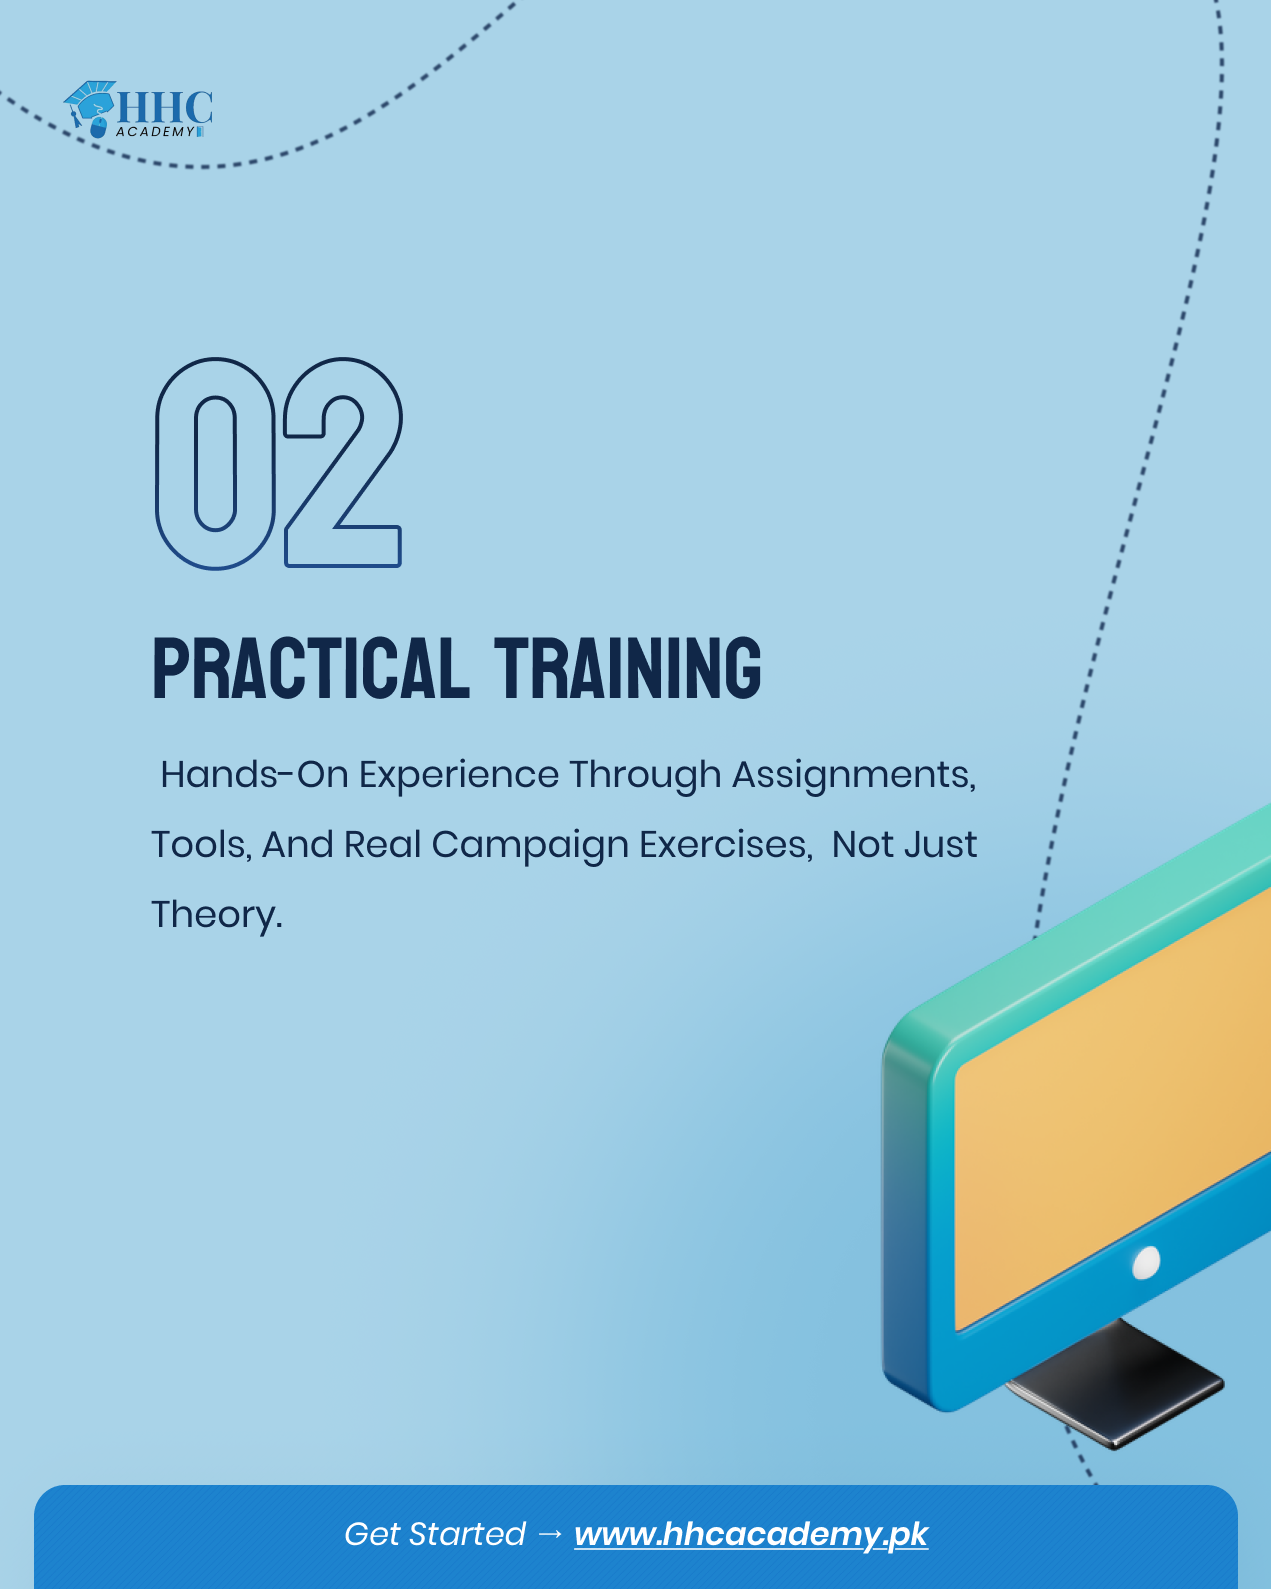 HHC
ACADEMY
02
PRACTICAL TRAINING
Hands-On Experience Through Assignments,
Tools, And Real Campaign Exercises,  Not Just
Theory.
Get Started → www.hhcacademy.pk